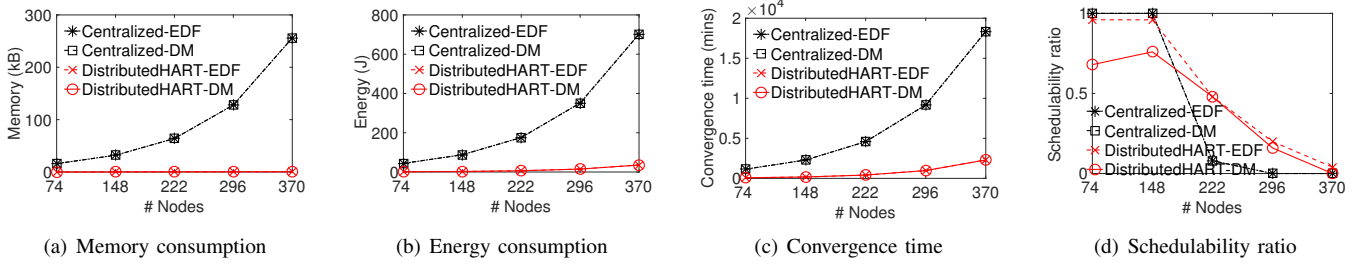 Memory (kB)
300
200
100
0
Centralized-EDF
Centralized-DM
DistributedHART-EDF
DistributedHART-DM
74 148 222 296 370
# Nodes
(a) Memory consumption
Energy (J)
800
600
400
200
0
Centralized-EDF
Centralized-DM
DistributedHART-EDF
DistributedHART-DM
74 148 222 296 370
# Nodes
(b) Energy consumption
Convergence time (mins)
×10⁴
2
1.5
1
0.5
0
Centralized-EDF
Centralized-DM
DistributedHART-EDF
DistributedHART-DM
74 148 222 296 370
# Nodes
(c) Convergence time
Schedulability ratio
1
0.5
0
Centralized-EDF
Centralized-DM
DistributedHART-EDF
DistributedHART-DM
74 148 222 296 370
# Nodes
(d) Schedulability ratio